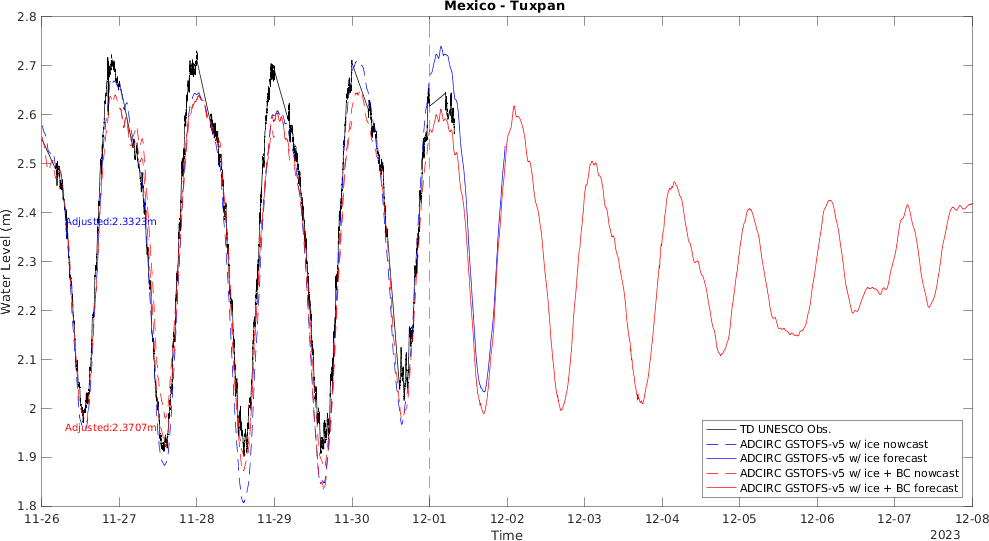 Mexico - Tuxpan
Water Level (m)
2.8
2.7
2.6
2.5
2.4
2.3
2.2
2.1
2
1.9
1.8
Adjusted:2.3323m
Adjusted:2.3707m
TD UNESCO Obs.
ADCIRC GSTOFS-v5 w/ ice nowcast
ADCIRC GSTOFS-v5 w/ ice forecast
ADCIRC GSTOFS-v5 w/ ice + BC nowcast
ADCIRC GSTOFS-v5 w/ ice + BC forecast
11-26 11-27 11-28 11-29 11-30 12-01 12-02 12-03 12-04 12-05 12-06 12-07 12-08
Time
2023